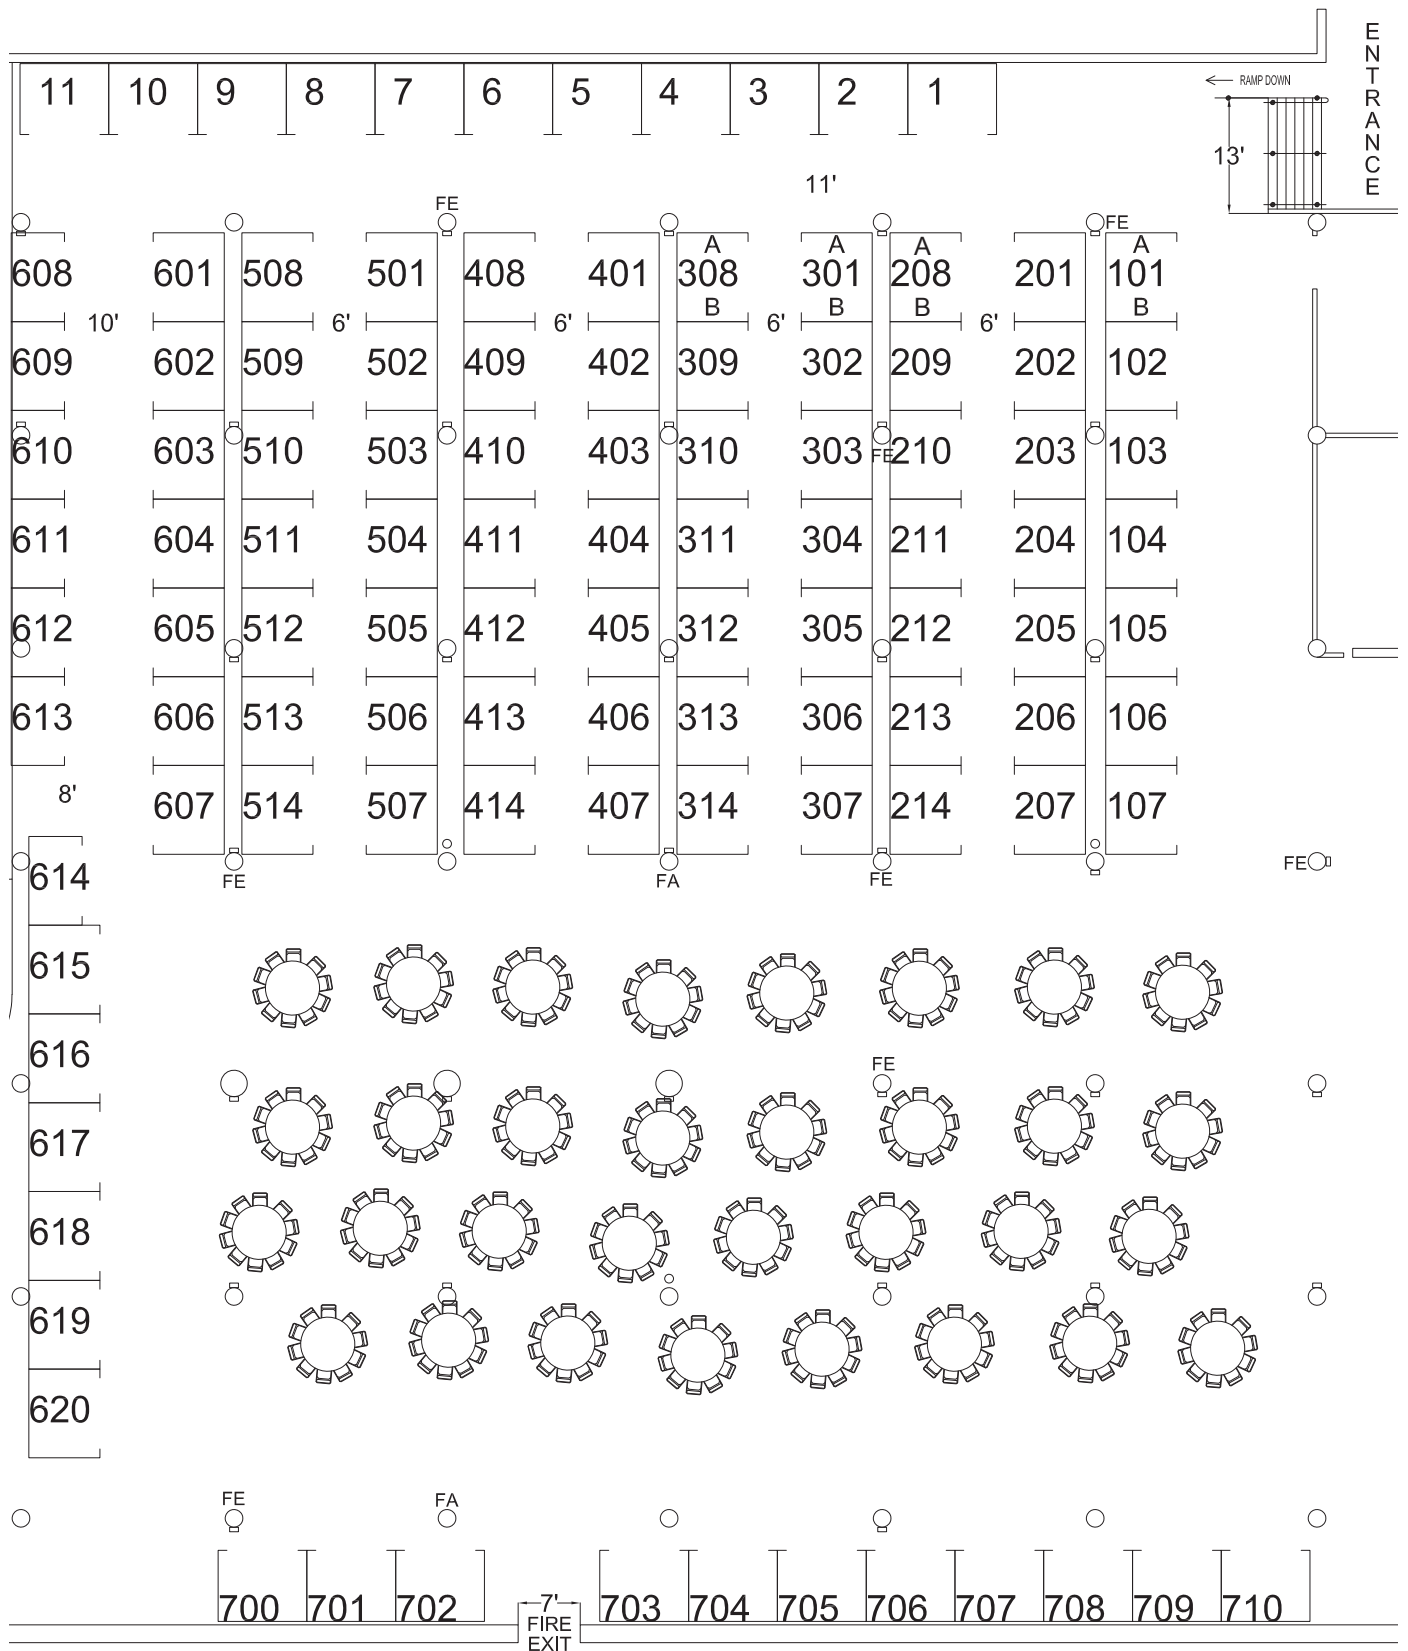 ENTRANCE
RAMP DOWN
11 10 9 8 7 6 5 4 3 2 1
13'
11'
FE
FE
A A A A
608 601 508 501 408 401 308 301 208 201 101
B B B B
10' 6' 6' 6' 6'
609 602 509 502 409 402 309 302 209 202 102
610 603 510 503 410 403 310 303 FE 210 203 103
611 604 511 504 411 404 311 304 211 204 104
612 605 512 505 412 405 312 305 212 205 105
613 606 513 506 413 406 313 306 213 206 106
8'
607 514 507 414 407 314 307 214 207 107
FE
614
FE FA FE
615
616
FE
617
618
619
620
FE FA
700 701 702 7' 703 704 705 706 707 708 709 710
FIRE
EXIT